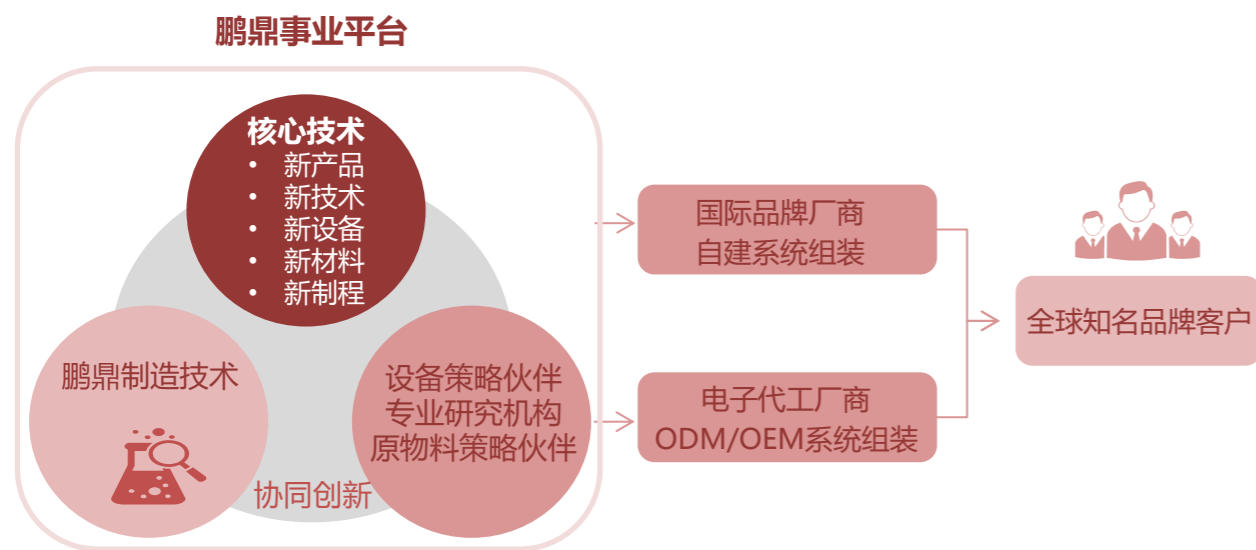 鹏鼎事业平台
核心技术
• 新产品
• 新技术
• 新设备
• 新材料
• 新制程
鹏鼎制造技术
设备策略伙伴
专业研究机构
原物料策略伙伴
协同创新
国际品牌厂商
自建系统组装
电子代工厂商
ODM/OEM系统组装
全球知名品牌客户